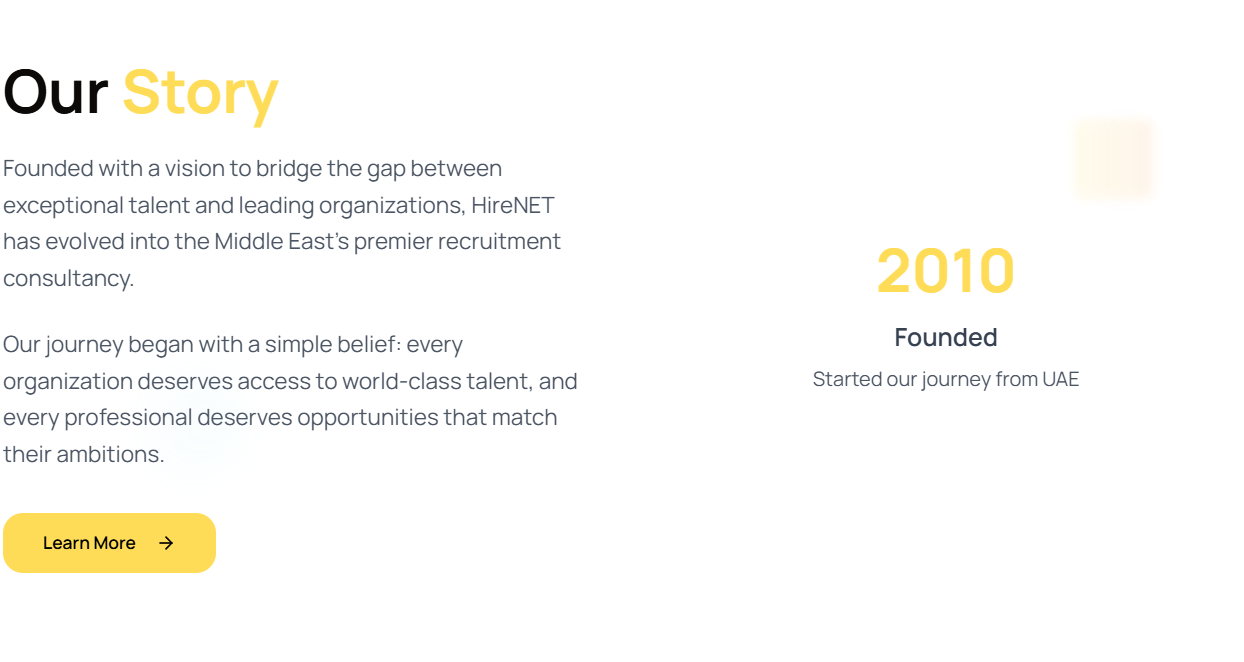 Our Story
Founded with a vision to bridge the gap between
exceptional talent and leading organizations, HireNET
has evolved into the Middle East's premier recruitment
consultancy.
Our journey began with a simple belief: every
organization deserves access to world-class talent, and
every professional deserves opportunities that match
their ambitions.
Learn More
2010
Founded
Started our journey from UAE